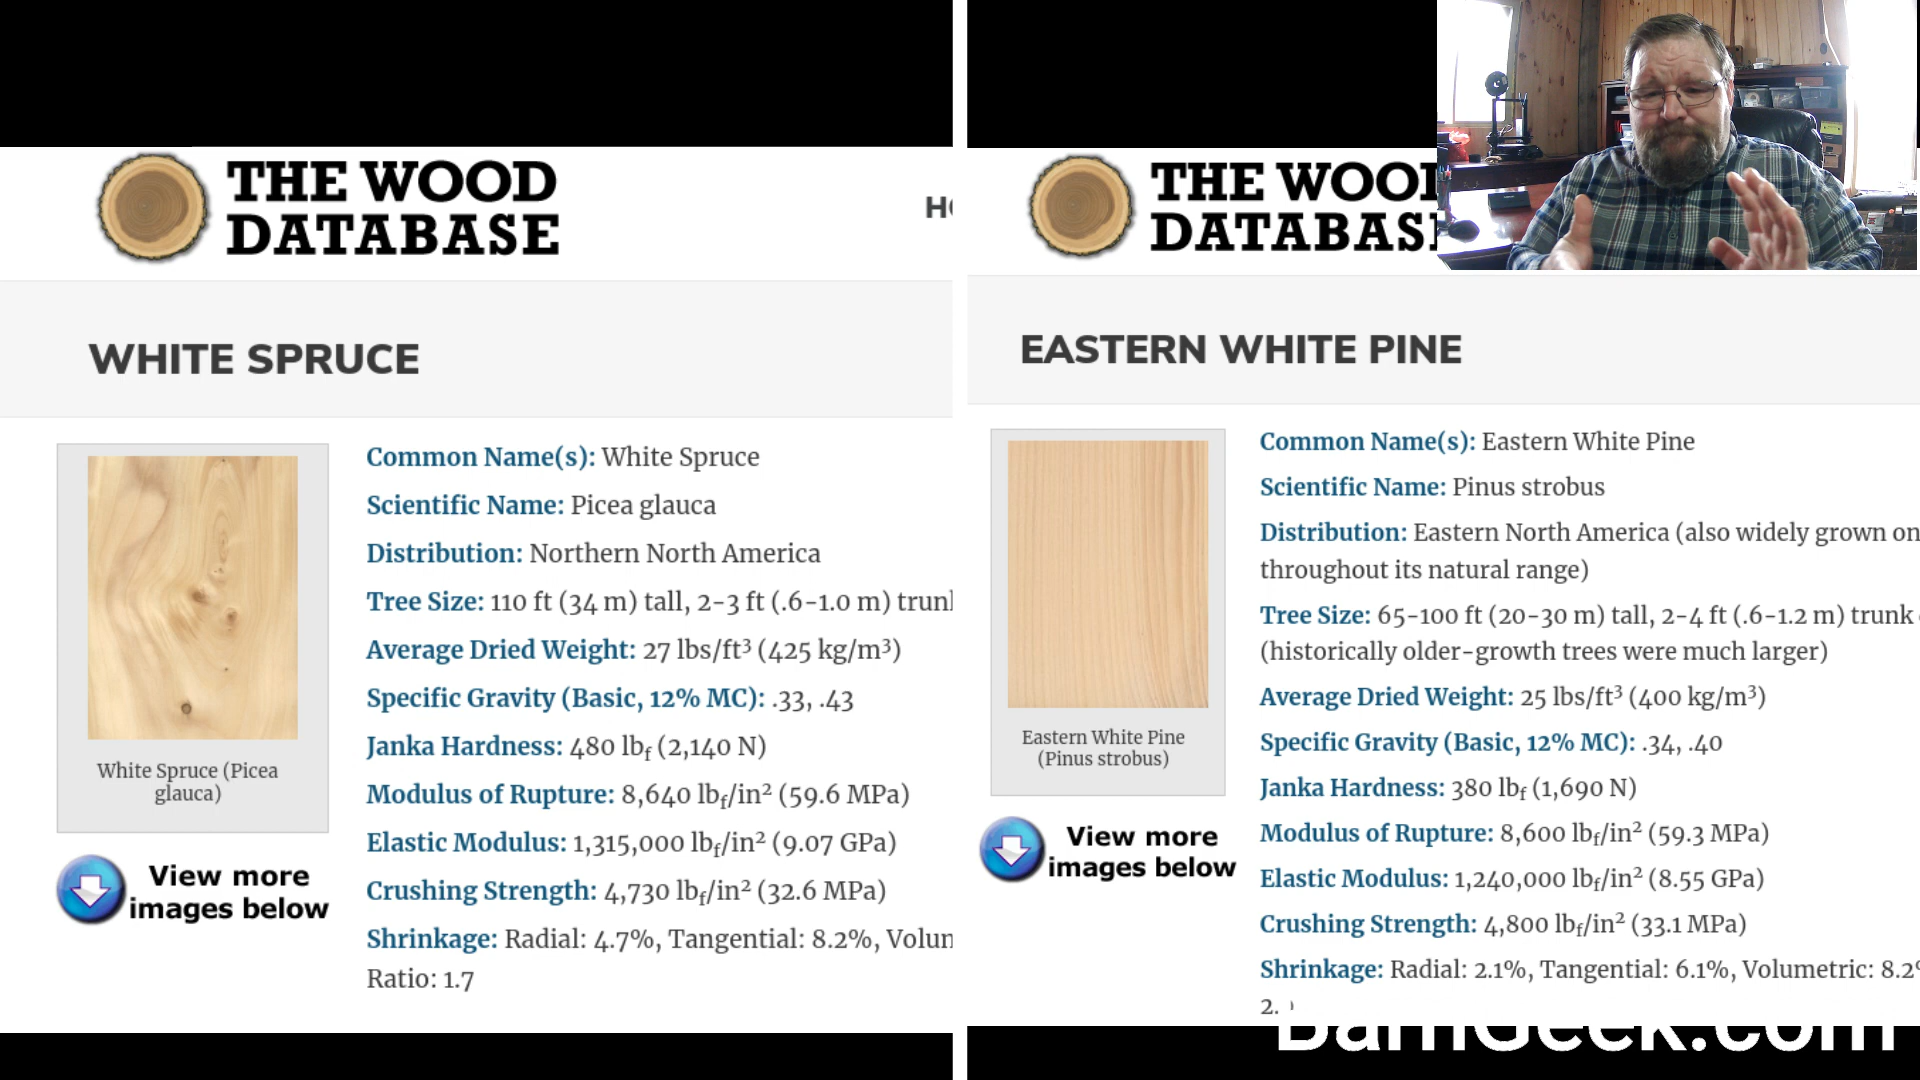 THE WOOD
DATABASE
WHITE SPRUCE
Common Name(s): White Spruce
Scientific Name: Picea glauca
Distribution: Northern North America
Tree Size: 110 ft (34 m) tall, 2-3 ft (.6-1.0 m)
Average Dried Weight: 27 lbs/ft³ (425 kg/m³)
Specific Gravity (Basic, 12% MC): .33, .43
Janka Hardness: 480 lbf (2,140 N)
Modulus of Rupture: 8,640 lbf/in² (59.6 MPa)
Elastic Modulus: 1,315,000 lbf/in² (9.07 GPa)
Crushing Strength: 4,730 lbf/in² (32.6 MPa)
Shrinkage: Radial: 4.7%, Tangential: 8.2%,
Ratio: 1.7
White Spruce (Picea
glauca)
View more
images below
THE
EASTERN WHITE PINE
Common Name(s): Eastern White Pine
Scientific Name: Pinus strobus
Distribution: Eastern North America (also widely grown on
throughout its natural range)
Tree Size: 65-100 ft (20-30 m) tall, 2-4 ft (.6-1.2 m) trunk
(historically older-growth trees were much larger)
Average Dried Weight: 25 lbs/ft³ (400 kg/m³)
Specific Gravity (Basic, 12% MC): .34, .40
Janka Hardness: 380 lbf (1,690 N)
Modulus of Rupture: 8,600 lbf/in² (59.3 MPa)
Elastic Modulus: 1,240,000 lbf/in² (8.55 GPa)
Crushing Strength: 4,800 lbf/in² (33.1 MPa)
Shrinkage: Radial: 2.1%, Tangential: 6.1%, Volumetric:
Eastern White Pine
(Pinus strobus)
View more
images below
BarnGeek.com